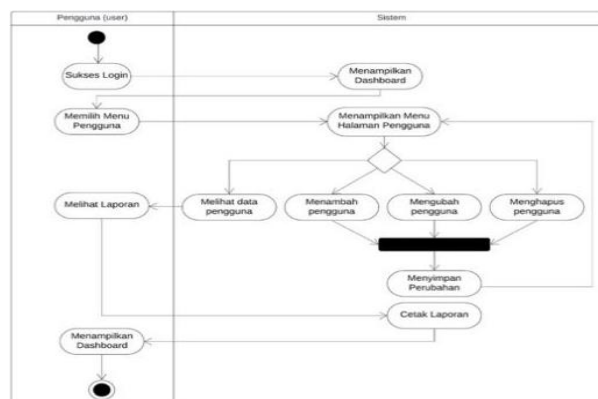 Pengguna (user)
Sistem
Sukses Login
Menampilkan
Dashboard
Memilih Menu
Pengguna
Menampilkan Menu
Halaman Pengguna
Melihat Laporan
Melihat data
pengguna
Menambah
pengguna
Mengubah
pengguna
Menghapus
pengguna
Menyimpan
Perubahan
Cetak Laporan
Menampilkan
Dashboard